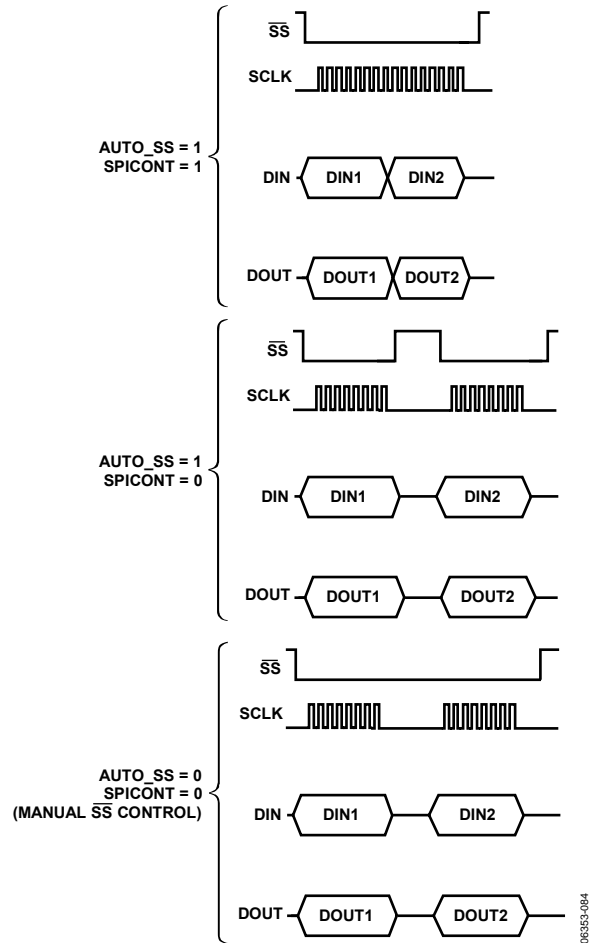 SS
SCLK
AUTO_SS = 1
SPICONT = 1
DIN
DIN1
DIN2
DOUT
DOUT1
DOUT2
SS
SCLK
AUTO_SS = 1
SPICONT = 0
DIN
DIN1
DIN2
DOUT
DOUT1
DOUT2
SS
SCLK
AUTO_SS = 0
SPICONT = 0
(MANUAL SS CONTROL)
DIN
DIN1
DIN2
DOUT
DOUT1
DOUT2
06353-084